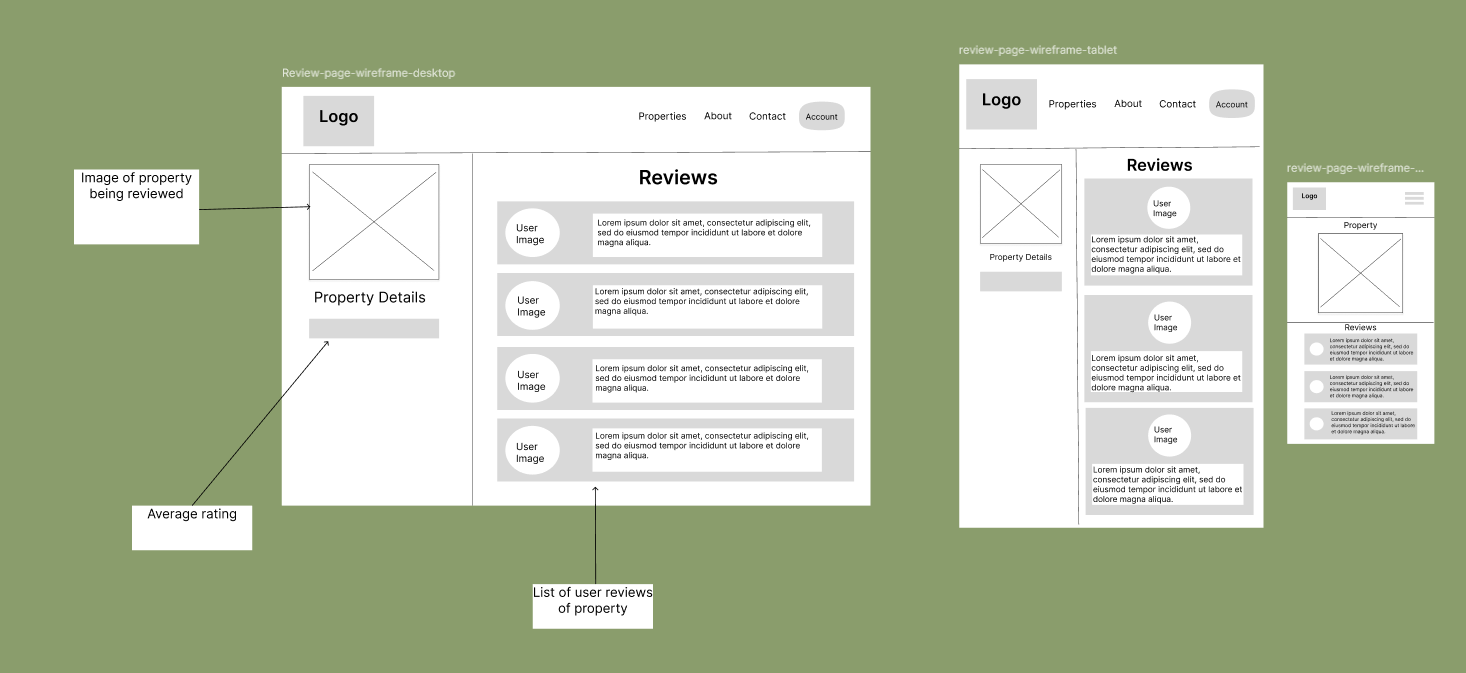 Review-page-wireframe-desktop
Logo
Properties
About
Contact
Account
Image of property
being reviewed
Property Details
Average rating
Reviews
User
Image
Lorem ipsum dolor sit amet, consectetur adipiscing elit,
sed do eiusmod tempor incididunt ut labore et dolore
magna aliqua.
User
Image
Lorem ipsum dolor sit amet, consectetur adipiscing elit,
sed do eiusmod tempor incididunt ut labore et dolore
magna aliqua.
User
Image
Lorem ipsum dolor sit amet, consectetur adipiscing elit,
sed do eiusmod tempor incididunt ut labore et dolore
magna aliqua.
User
Image
Lorem ipsum dolor sit amet, consectetur adipiscing elit,
sed do eiusmod tempor incididunt ut labore et dolore
magna aliqua.
List of user reviews
of property
review-page-wireframe-tablet
Logo
Properties
About
Contact
Account
Property Details
Reviews
User
Image
Lorem ipsum dolor sit amet,
consectetur adipiscing elit, sed do
eiusmod tempor incididunt ut labore et
dolore magna aliqua.
User
Image
Lorem ipsum dolor sit amet,
consectetur adipiscing elit, sed do
eiusmod tempor incididunt ut labore et
dolore magna aliqua.
User
Image
Lorem ipsum dolor sit amet,
consectetur adipiscing elit, sed do
eiusmod tempor incididunt ut labore et
dolore magna aliqua.
review-page-wireframe-...
Logo
Property
Reviews
Lorem ipsum dolor sit amet,
consectetur adipiscing elit, sed do
eiusmod tempor incididunt ut labore
et dolore magna aliqua.
Lorem ipsum dolor sit amet,
consectetur adipiscing elit, sed do
eiusmod tempor incididunt ut labore
et dolore magna aliqua.
Lorem ipsum dolor sit amet,
consectetur adipiscing elit, sed do
eiusmod tempor incididunt ut labore
et dolore magna aliqua.